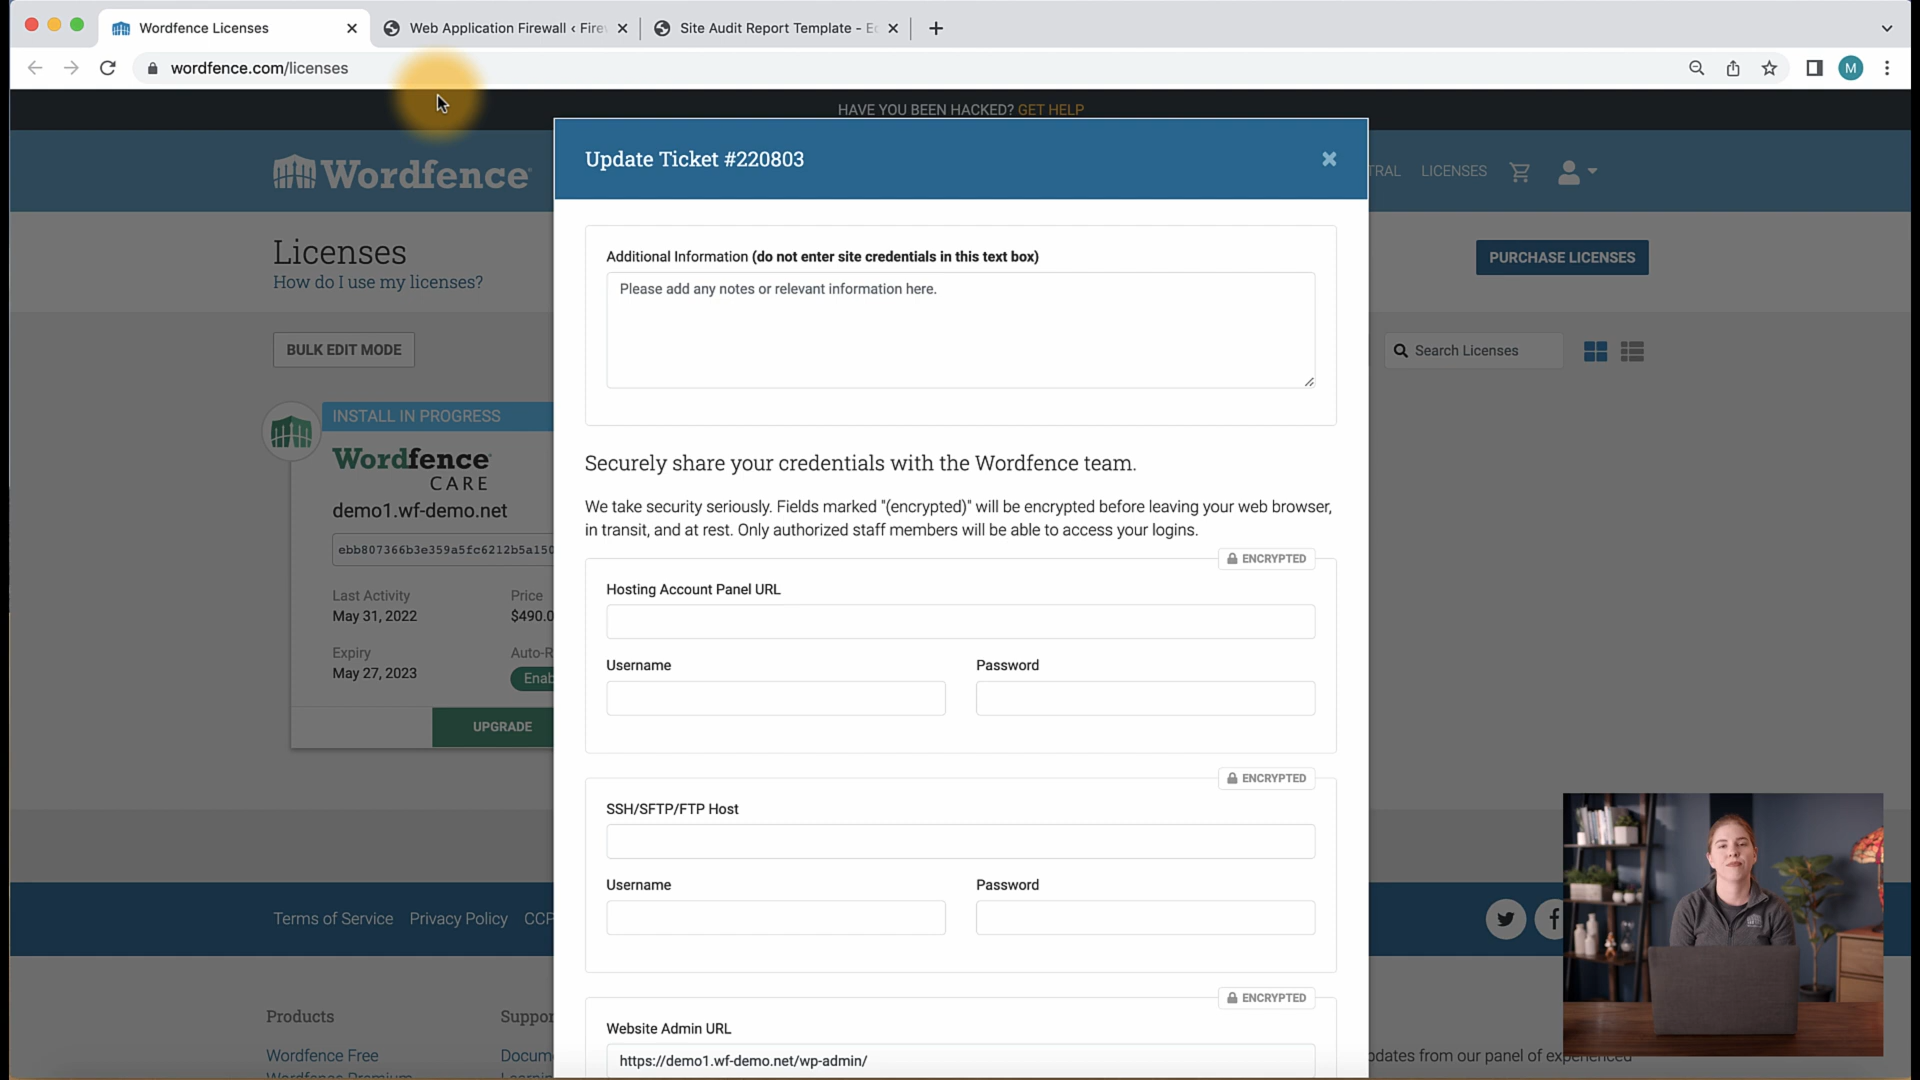 Wordfence Licenses
Web Application Firewall ‹ Fire
Site Audit Report Template - E
wordfence.com/licenses
M
HAVE YOU BEEN HACKED? GET HELP
Update Ticket #220803
Wordfence
TRAL
LICENSES
Licenses
How do I use my licenses?
PURCHASE LICENSES
Additional Information (do not enter site credentials in this text box)
Please add any notes or relevant information here.
BULK EDIT MODE
Search Licenses
INSTALL IN PROGRESS
Wordfence
CARE
demo1.wf-demo.net
ebb807366b3e359a5fc6212b5a150
Last Activity
May 31, 2022
Price
$490.0
Expiry
May 27, 2023
Auto-R
Enab
UPGRADE
Securely share your credentials with the Wordfence team.
We take security seriously. Fields marked "(encrypted)" will be encrypted before leaving your web browser,
in transit, and at rest. Only authorized staff members will be able to access your logins.
ENCRYPTED
Hosting Account Panel URL
Username
Password
ENCRYPTED
SSH/SFTP/FTP Host
Username
Password
ENCRYPTED
Website Admin URL
https://demo1.wf-demo.net/wp-admin/
Terms of Service
Privacy Policy
CCP
Products
Suppor
Wordfence Free
Docum
Wordfence Premium
pdates from our panel of experienced